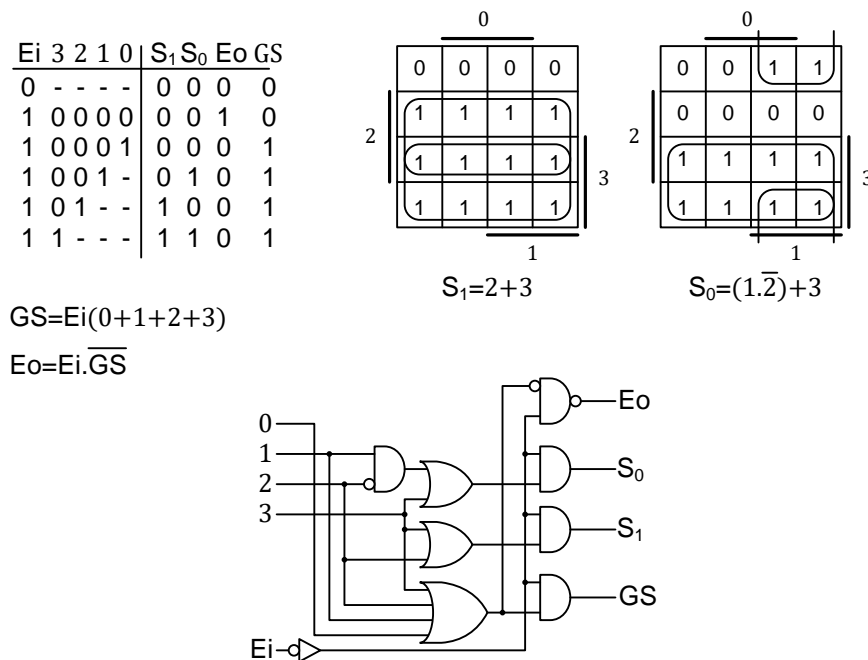 Ei 3 2 1 0 S₁ S₀ Eo GS
0 - - - - 0 0 0 0
1 0 0 0 0 0 0 1 0
1 0 0 0 1 0 0 0 1
1 0 0 1 - 0 1 0 1
1 0 1 - - 1 0 0 1
1 1 - - - 1 1 0 1
0
0 0 0 0
1 1 1 1
2
1 1 1 1
3
1 1 1 1
1
S₁=2+3
0
0 0 1 1
0 0 0 0
2
1 1 1 1
3
1 1 1 1
1
S₀=(1.2̅)+3
GS=Ei(0+1+2+3)
Eo=Ei.G̅S̅
0
1
2
3
Ei
Eo
S₀
S₁
GS